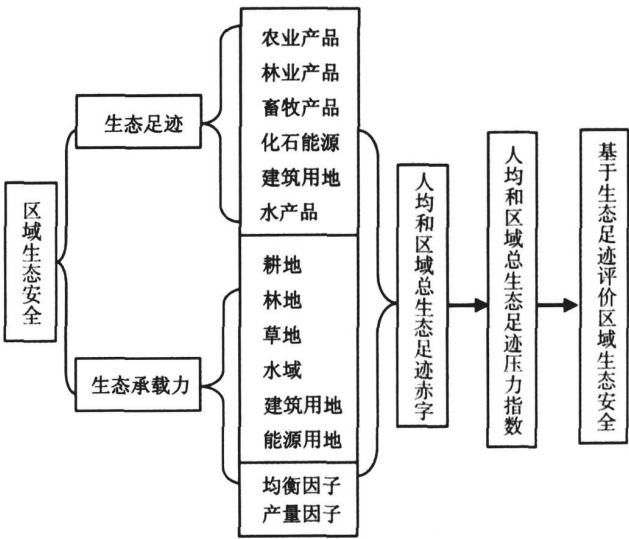 区域生态安全
生态足迹
生态承载力
农业产品
林业产品
畜牧产品
化石能源
建筑用地
水产品
耕地
林地
草地
水域
建筑用地
能源用地
均衡因子
产量因子
人均和区域总生态足迹赤字
人均和区域总生态足迹压力指数
基于生态足迹评价区域生态安全